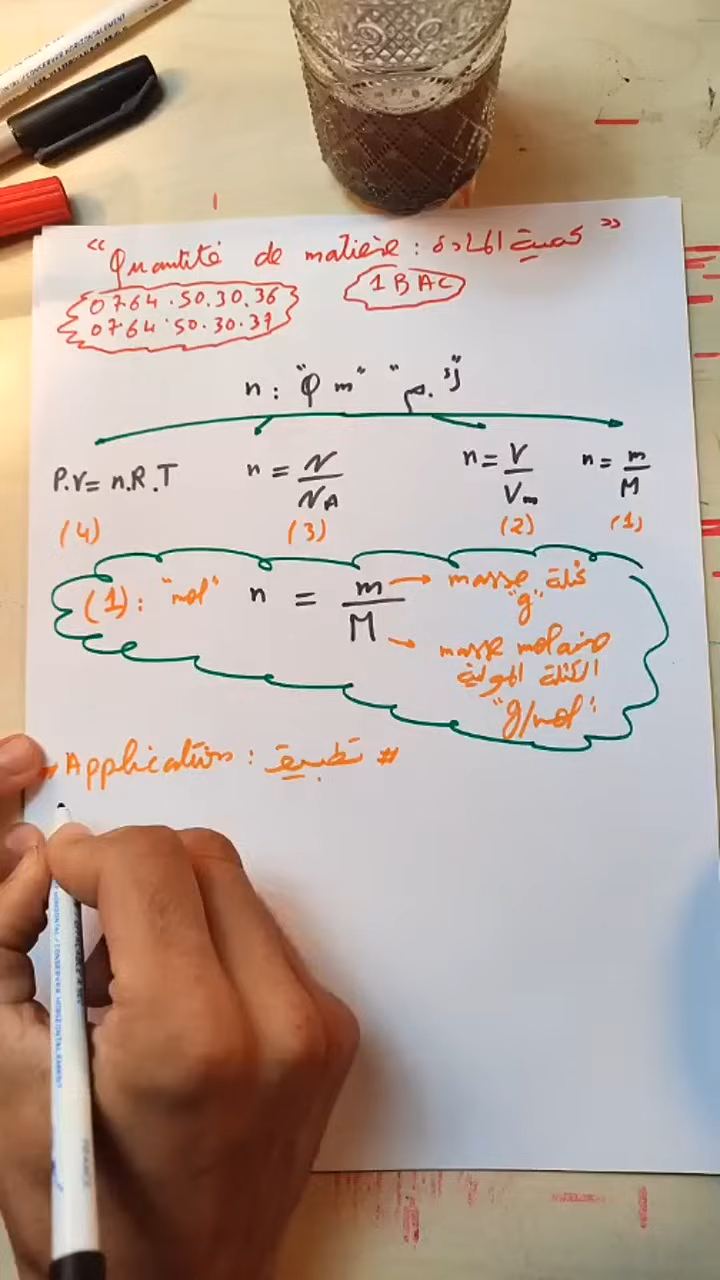 " Quantité de matière : كمية المادة "
1 BAC
0764.50.30.36
0764.50.30.37
n : "Q m" "ك.م"
P.V= n.R.T n = N/NA n = V/Vm n = m/M
(4) (3) (2) (1)
(1): "mol" n = m/M
masse كتلة
"g"
masse molaire
الكتلة المولية
"g/mol"
Application : تطبيق #